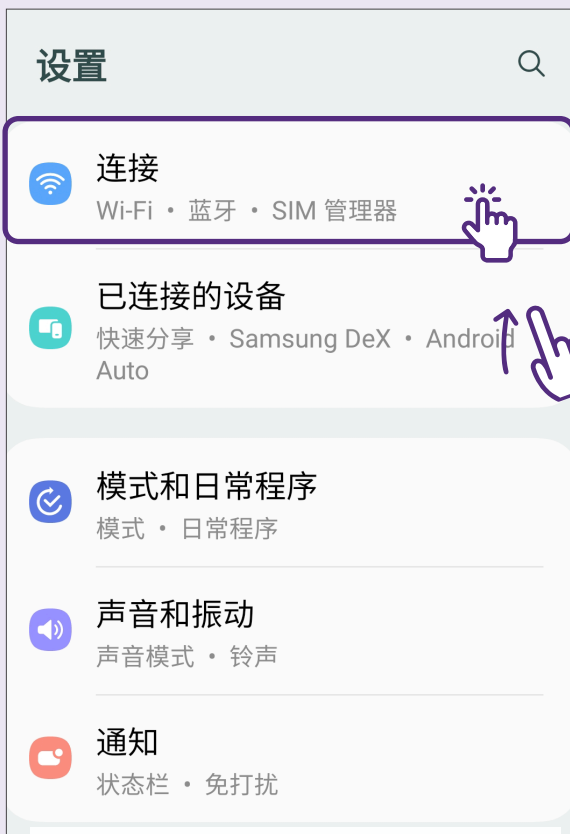 设置
连接
Wi-Fi • 蓝牙 • SIM 管理器
已连接的设备
快速分享 • Samsung DeX • Android
Auto
模式和日常程序
模式 • 日常程序
声音和振动
声音模式 • 铃声
通知
状态栏 • 免打扰